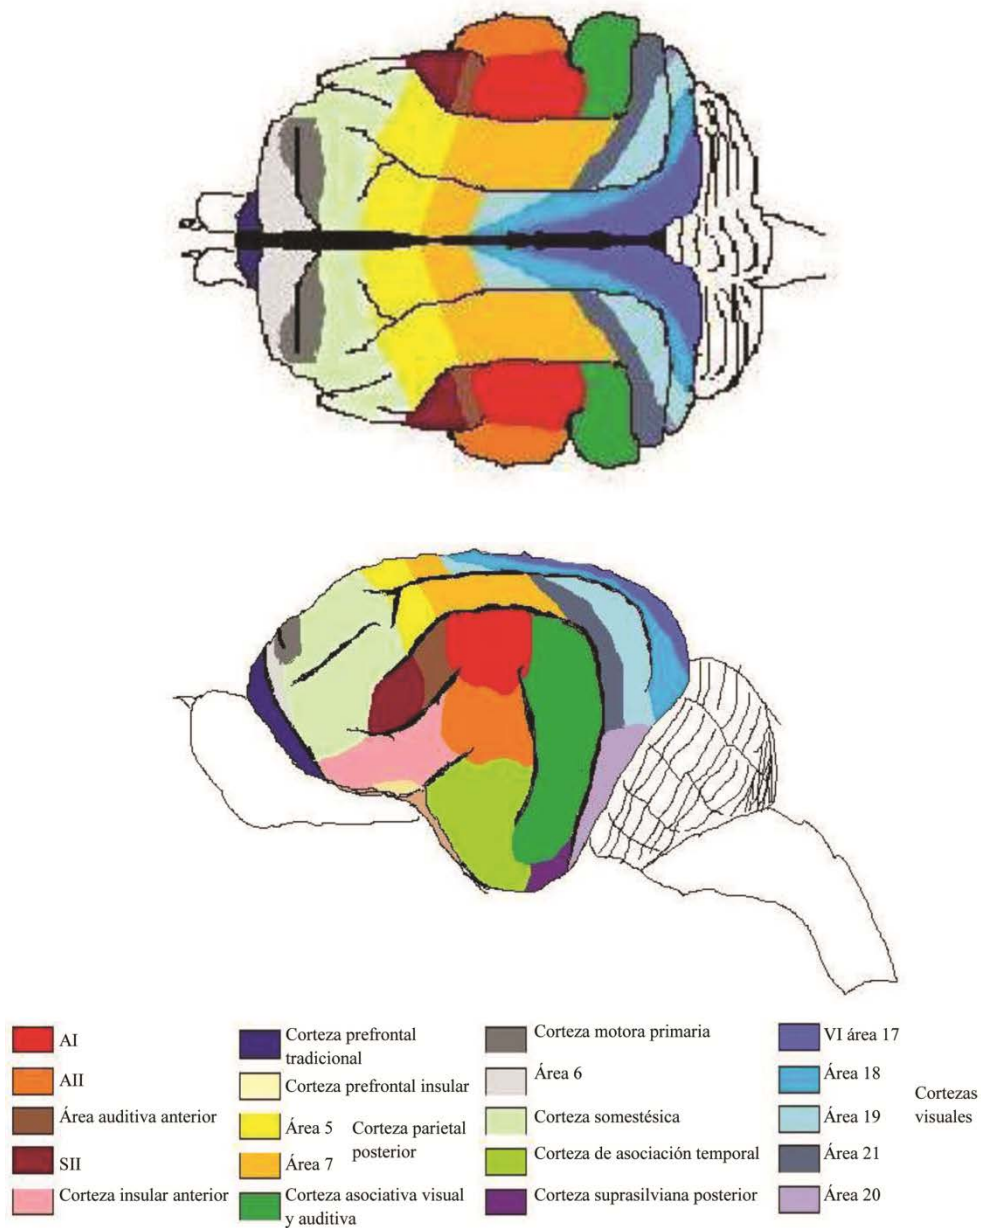 AI
AII
Área auditiva anterior
SII
Corteza insular anterior
Corteza prefrontal
tradicional
Corteza prefrontal insular
Área 5
Área 7
Corteza parietal
posterior
Corteza asociativa visual
y auditiva
Corteza motora primaria
Área 6
Corteza somestésica
Corteza de asociación temporal
Corteza suprasilviana posterior
VI área 17
Área 18
Área 19
Área 21
Área 20
Cortezas
visuales